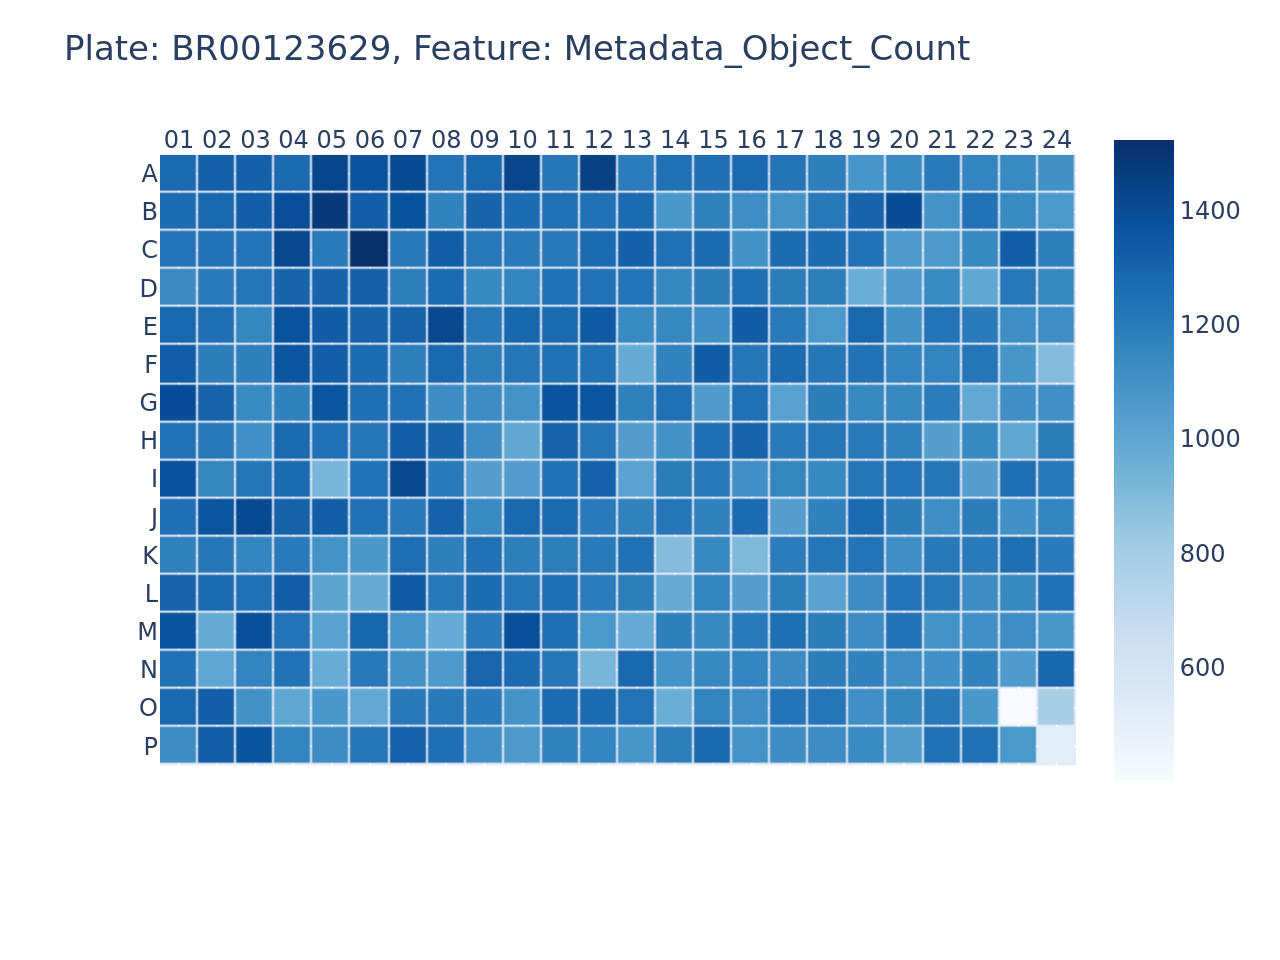 Plate: BR00123629, Feature: Metadata_Object_Count
01 02 03 04 05 06 07 08 09 10 11 12 13 14 15 16 17 18 19 20 21 22 23 24
A
B
C
D
E
F
G
H
I
J
K
L
M
N
O
P
1400
1200
1000
800
600